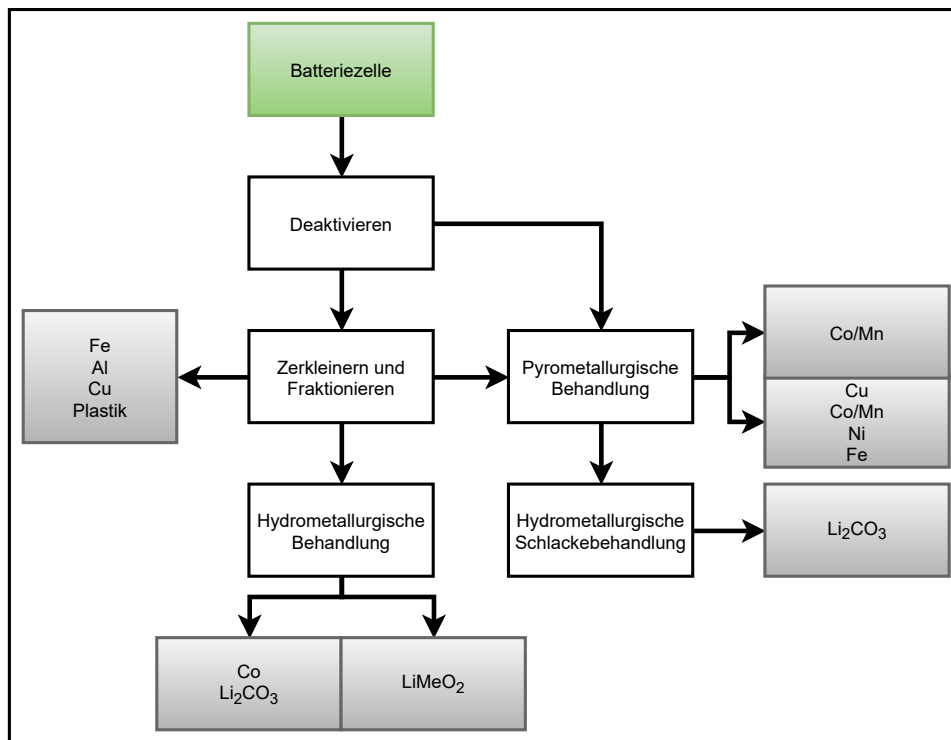 Batteriezelle
Deaktivieren
Fe
Al
Cu
Plastik
Zerkleinern und
Fraktionieren
Pyrometallurgische
Behandlung
Co/Mn
Cu
Co/Mn
Ni
Fe
Hydrometallurgische
Behandlung
Hydrometallurgische
Schlackebehandlung
Li₂CO₃
Co
Li₂CO₃
LiMeO₂